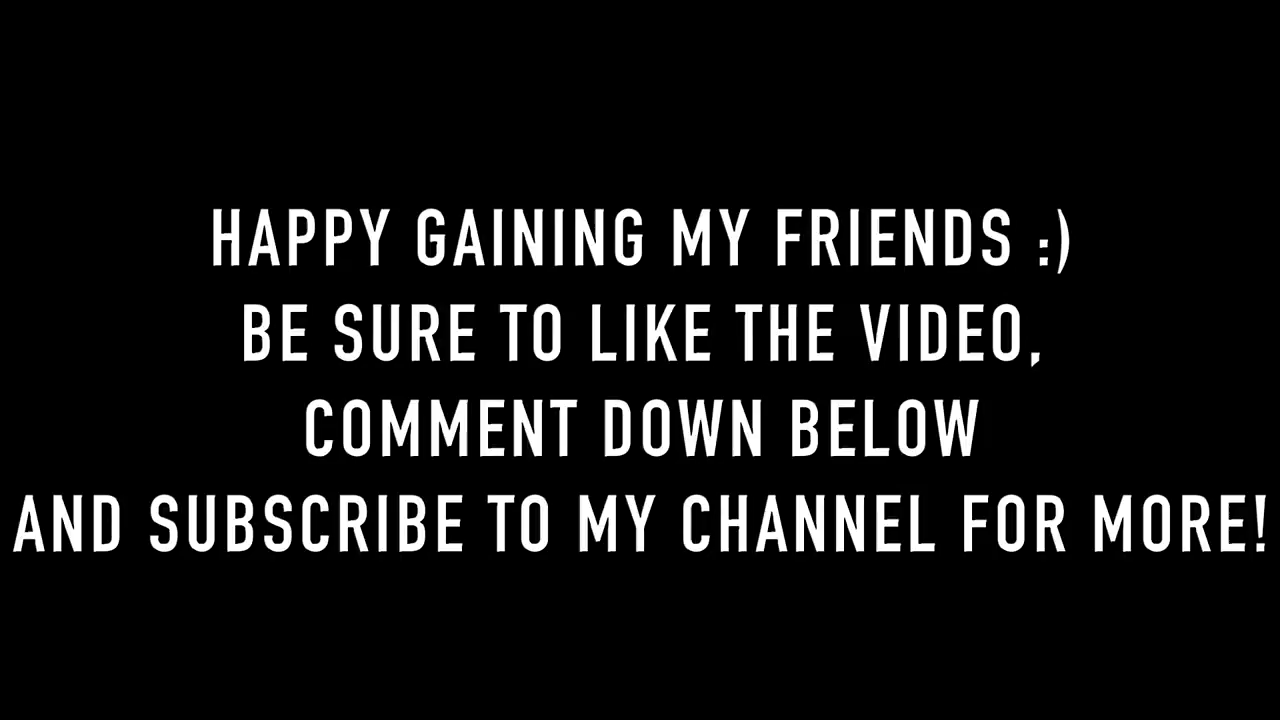 HAPPY GAINING MY FRIENDS :)
BE SURE TO LIKE THE VIDEO,
COMMENT DOWN BELOW
AND SUBSCRIBE TO MY CHANNEL FOR MORE!